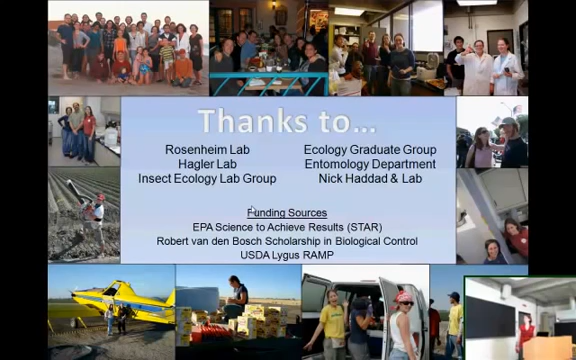 Thanks to...
Rosenheim Lab
Hagler Lab
Insect Ecology Lab Group
Ecology Graduate Group
Entomology Department
Nick Haddad & Lab
Funding Sources
EPA Science to Achieve Results (STAR)
Robert van den Bosch Scholarship in Biological Control
USDA Lygus RAMP